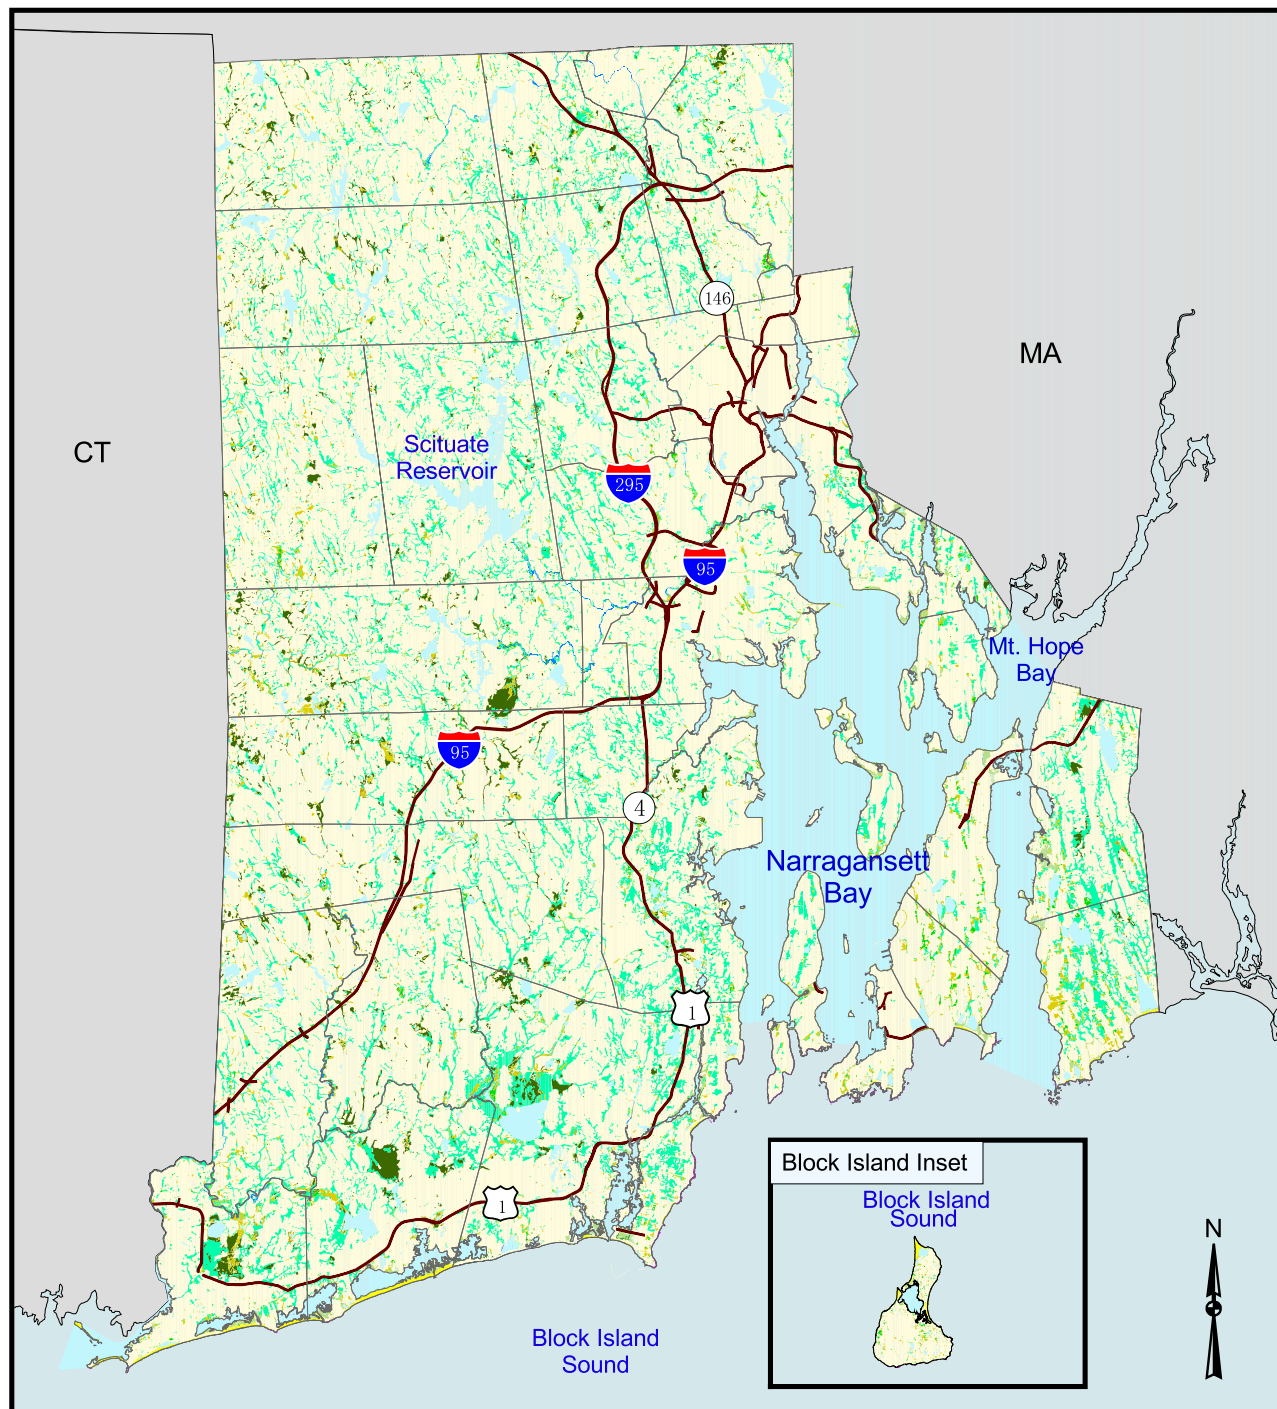 146
MA
CT
Scituate
Reservoir
295
95
Mt. Hope
Bay
95
4
Narragansett
Bay
1
Block Island Inset
Block Island
Sound
1
N
Block Island
Sound